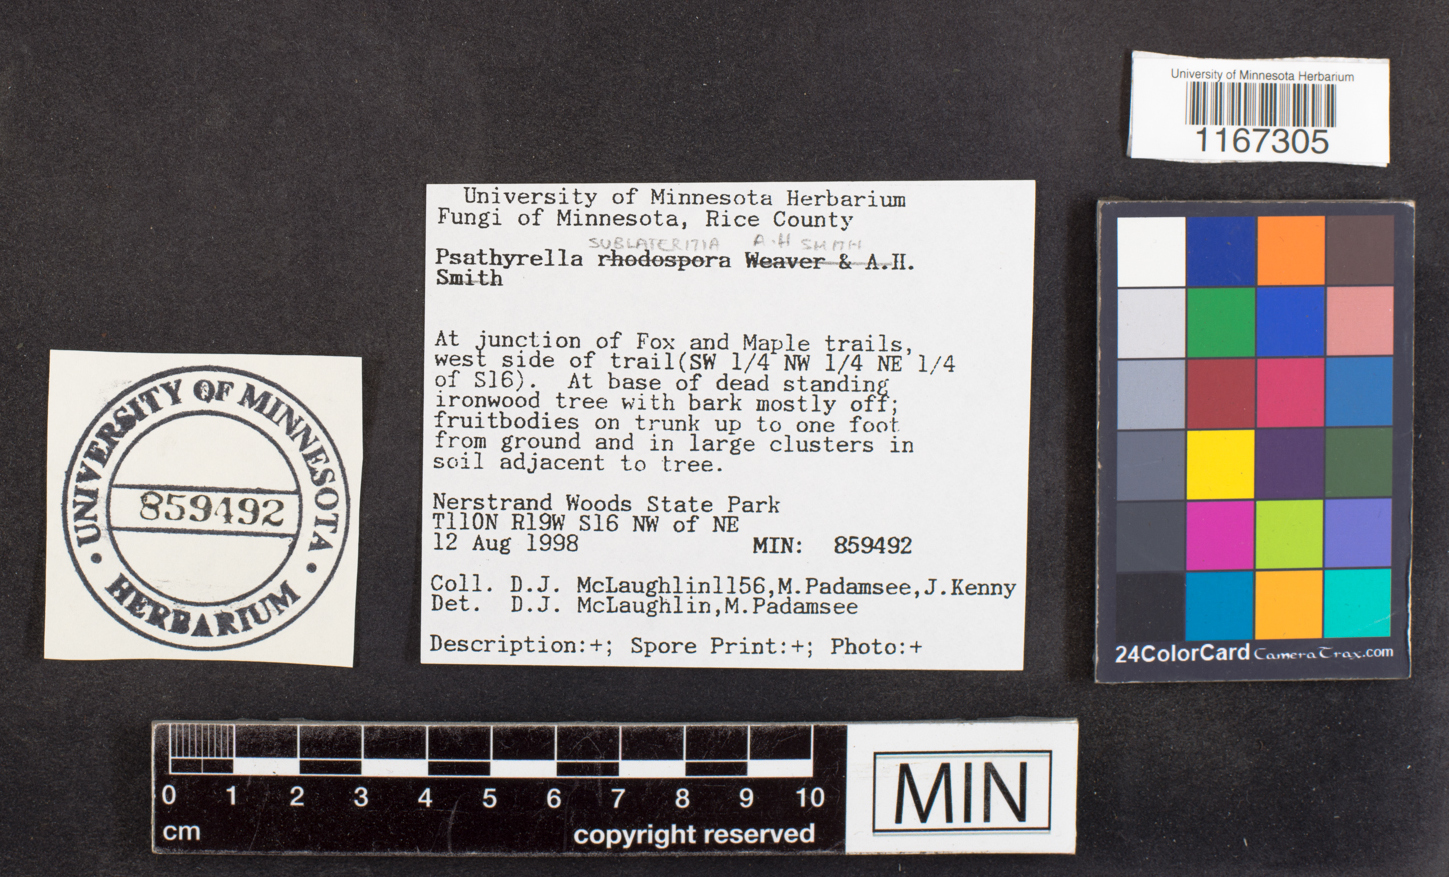 University of Minnesota Herbarium
1167305
University of Minnesota Herbarium
Fungi of Minnesota, Rice County
SUBLATERITIA A.H SMITH
Psathyrella rhodospora Weaver & A.H.
Smith
At junction of Fox and Maple trails,
west side of trail(SW 1/4 NW 1/4 NE 1/4
of S16). At base of dead standing
ironwood tree with bark mostly off;
fruitbodies on trunk up to one foot
from ground and in large clusters in
soil adjacent to tree.
Nerstrand Woods State Park
T110N R19W S16 NW of NE
12 Aug 1998 MIN: 859492
Coll. D.J. McLaughlin1156,M.Padamsee,J.Kenny
Det. D.J. McLaughlin,M.Padamsee
Description:+; Spore Print:+; Photo:+
UNIVERSITY OF MINNESOTA
859492
HERBARIUM
24ColorCard CameraTrax.com
0 1 2 3 4 5 6 7 8 9 10
cm copyright reserved
MIN